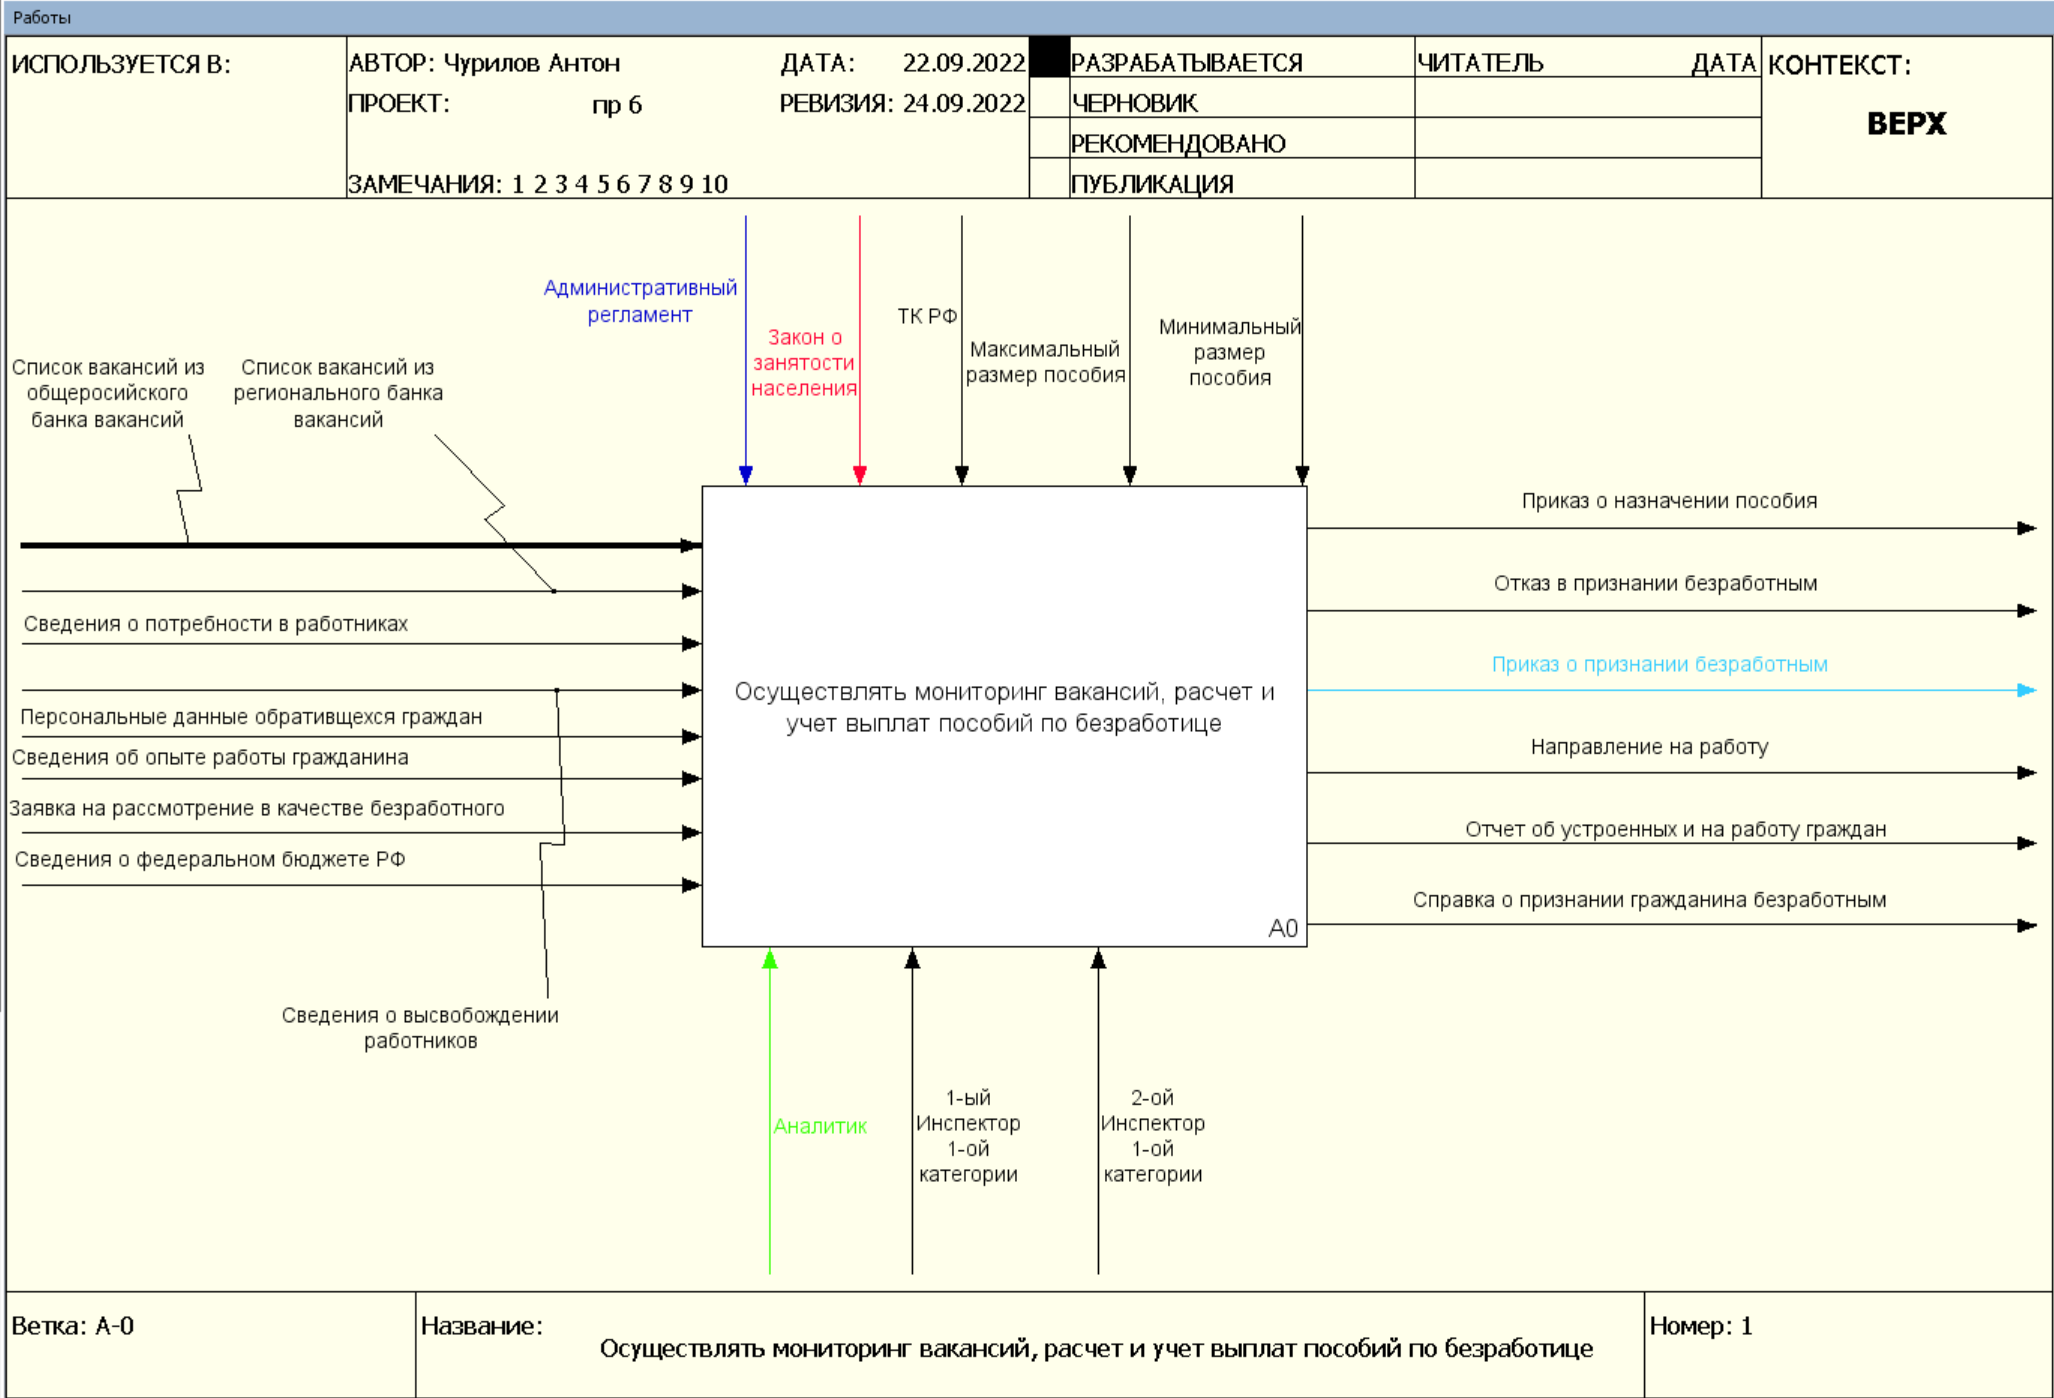 Работы
ИСПОЛЬЗУЕТСЯ В:
АВТОР: Чурилов Антон
ДАТА: 22.09.2022
ПРОЕКТ: пр 6
РЕВИЗИЯ: 24.09.2022
ЗАМЕЧАНИЯ: 1 2 3 4 5 6 7 8 9 10
РАЗРАБАТЫВАЕТСЯ
ЧЕРНОВИК
РЕКОМЕНДОВАНО
ПУБЛИКАЦИЯ
ЧИТАТЕЛЬ ДАТА
КОНТЕКСТ:
ВЕРХ
Административный
регламент
Закон о
занятости
населения
ТК РФ
Максимальный
размер пособия
Минимальный
размер
пособия
Список вакансий из
общеросийского
банка вакансий
Список вакансий из
регионального банка
вакансий
Сведения о потребности в работниках
Персональные данные обративщехся граждан
Сведения об опыте работы гражданина
Заявка на рассмотрение в качестве безработного
Сведения о федеральном бюджете РФ
Сведения о высвобождении
работников
Осуществлять мониторинг вакансий, расчет и
учет выплат пособий по безработице
A0
Приказ о назначении пособия
Отказ в признании безработным
Приказ о признании безработным
Направление на работу
Отчет об устроенных и на работу граждан
Справка о признании гражданина безработным
Аналитик
1-ый
Инспектор
1-ой
категории
2-ой
Инспектор
1-ой
категории
Ветка: A-0
Название:
Осуществлять мониторинг вакансий, расчет и учет выплат пособий по безработице
Номер: 1